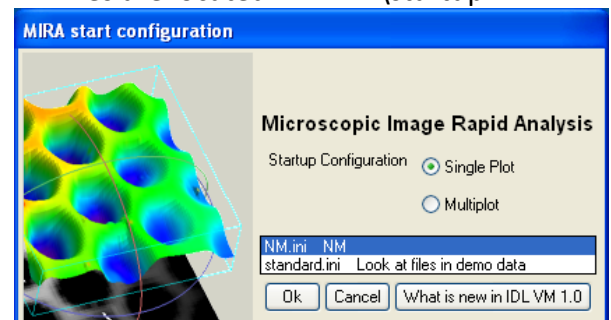 MIRA start configuration
Microscopic Image Rapid Analysis
Startup Configuration Single Plot
Multiplot
NM.ini NM
standard.ini Look at files in demo data
Ok Cancel What is new in IDL VM 1.0